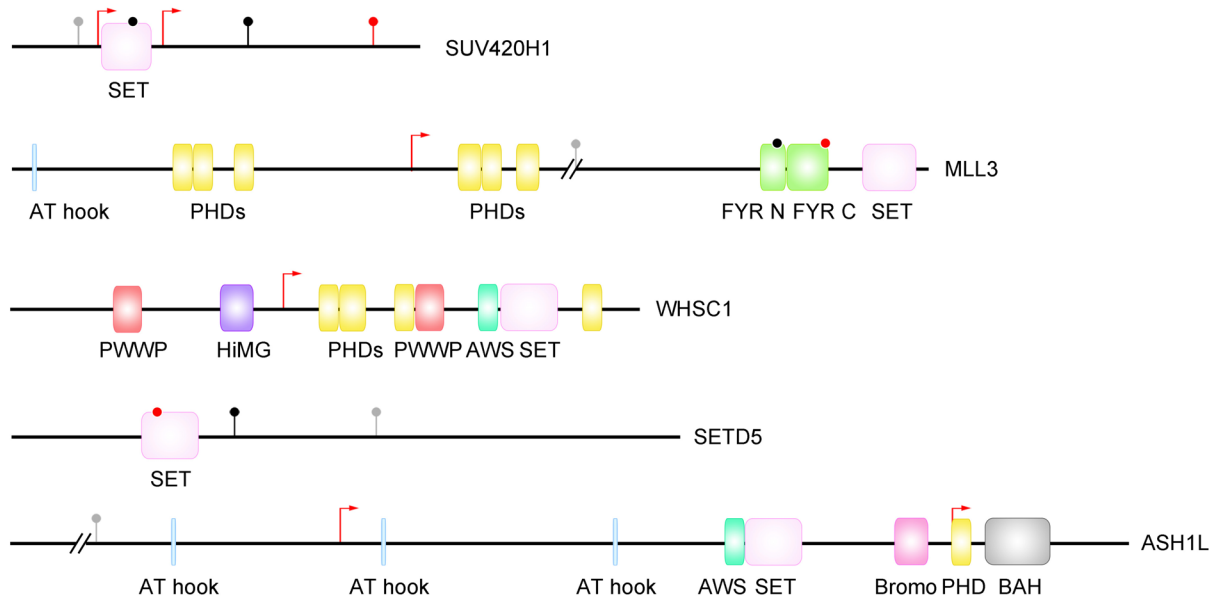 SUV420H1
SET
MLL3
AT hook PHDs PHDs FYR N FYR C SET
WHSC1
PWWP HiMG PHDs PWWP AWS SET
SETD5
SET
ASH1L
AT hook AT hook AT hook AWS SET Bromo PHD BAH